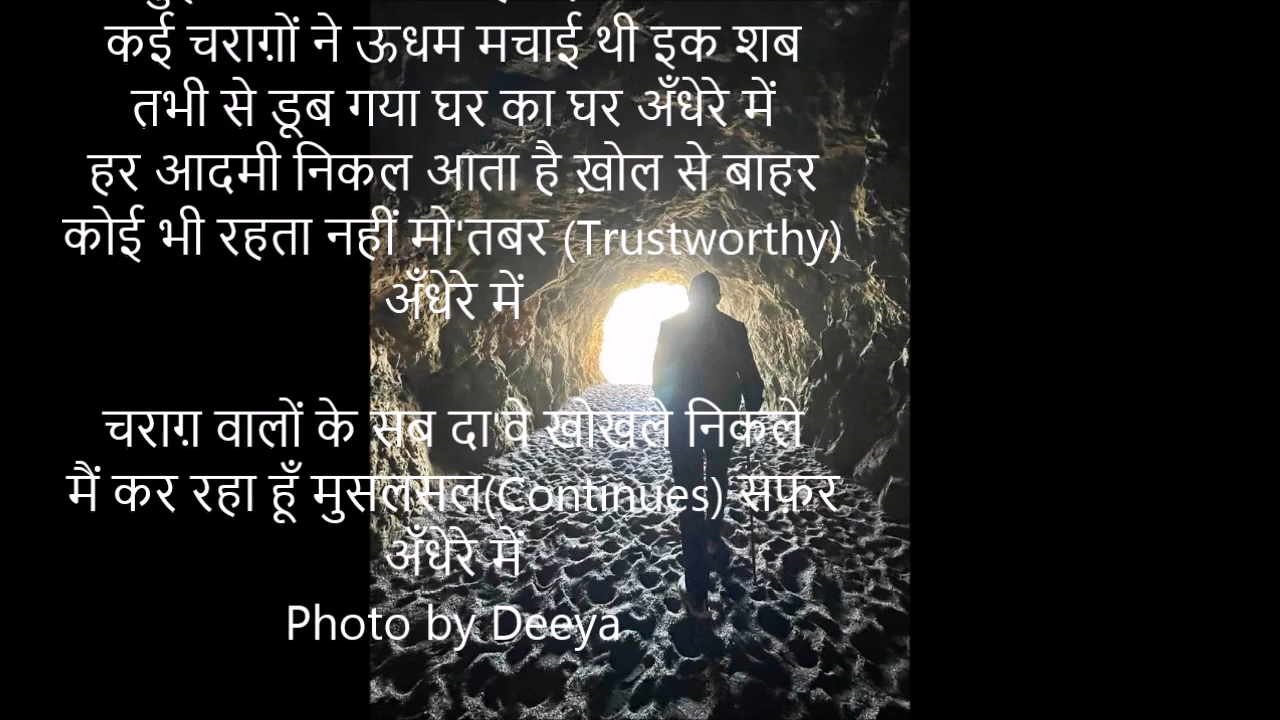 कई चराग़ों ने ऊधम मचाई थी इक शब
तभी से डूब गया घर का घर अँधेरे में
हर आदमी निकल आता है ख़ोल से बाहर
कोई भी रहता नहीं मो'तबर (Trustworthy)
अँधेरे में
चराग़ वालों के सब दा'वे खोखले निकले
मैं कर रहा हूँ मुसलसल(Continues) सफ़र
अँधेरे में
Photo by Deeya